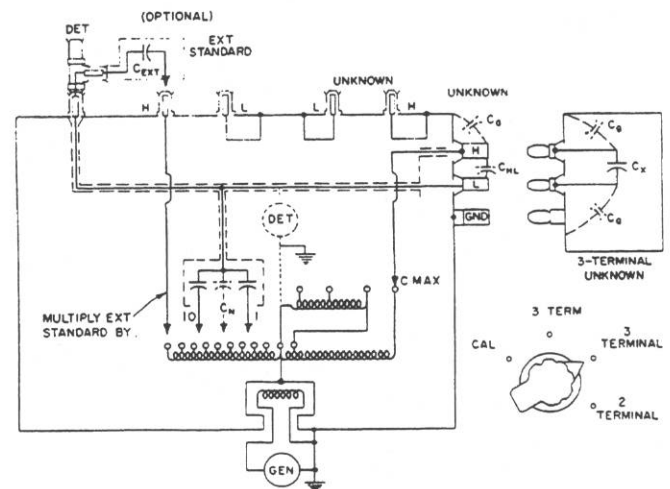 (OPTIONAL)
DET
EXT
STANDARD
C_EXT
H
L
UNKNOWN
L
H
UNKNOWN
C_G
H
C_HL
L
GND
C_G
C_X
C_G
3-TERMINAL
UNKNOWN
DET
C MAX
MULTIPLY EXT
STANDARD BY
10
C_N
1
3 TERM
CAL
3
TERMINAL
2
TERMINAL
GEN